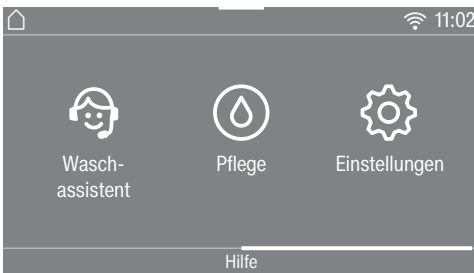 11:02
Wasch-
assistent
Pflege
Einstellungen
Hilfe